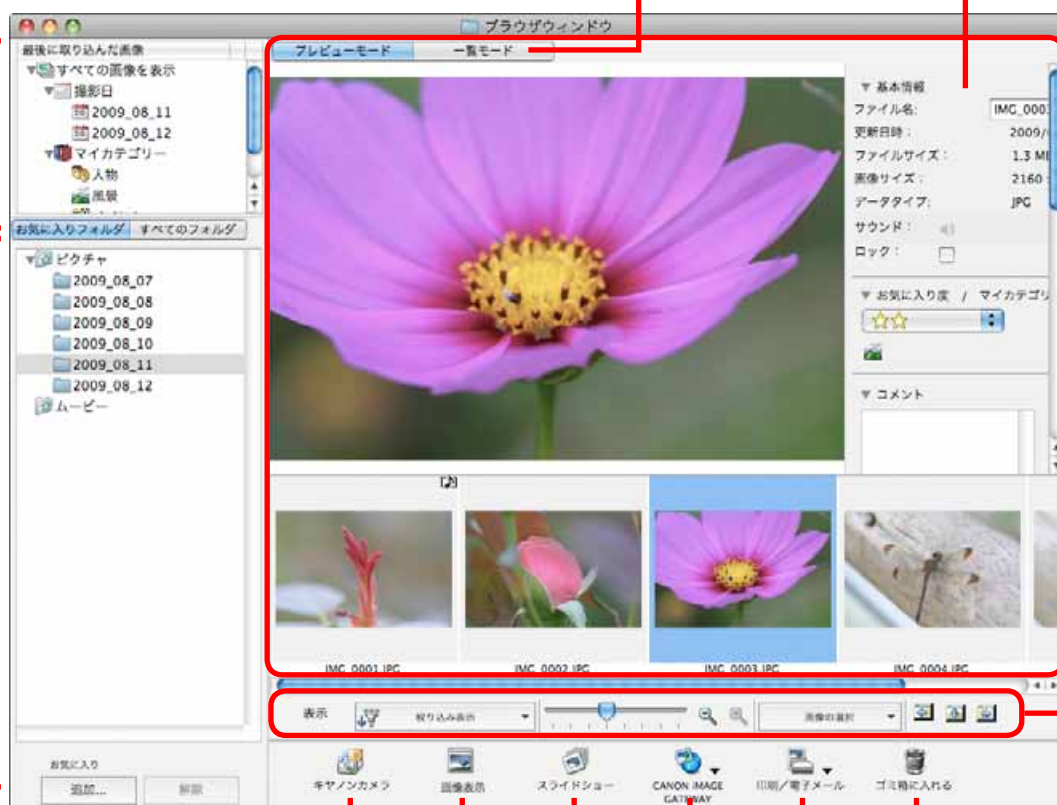 ブラウザウィンドウ
最後に取り込んだ画像
すべての画像を表示
撮影日
2009_08_11
2009_08_12
マイカテゴリー
人物
風景
お気に入りフォルダ すべてのフォルダ
ピクチャ
2009_08_07
2009_08_08
2009_08_09
2009_08_10
2009_08_11
2009_08_12
ムービー
プレビューモード 一覧モード
基本情報
ファイル名: IMG_000
更新日時: 2009/
ファイルサイズ: 1.3 M
画像サイズ: 2160
データタイプ: JPG
サウンド:
ロック:
お気に入り度 / マイカテゴリ
コメント
IMG_0001.JPG IMG_0002.JPG IMG_0003.JPG IMG_0004.JPG
表示 絞り込み表示 画像の選択
お気に入り
追加... 解除
キヤノンカメラ 画像表示 スライドショー CANON IMAGE GATEWAY 印刷/電子メール ゴミ箱に入れる